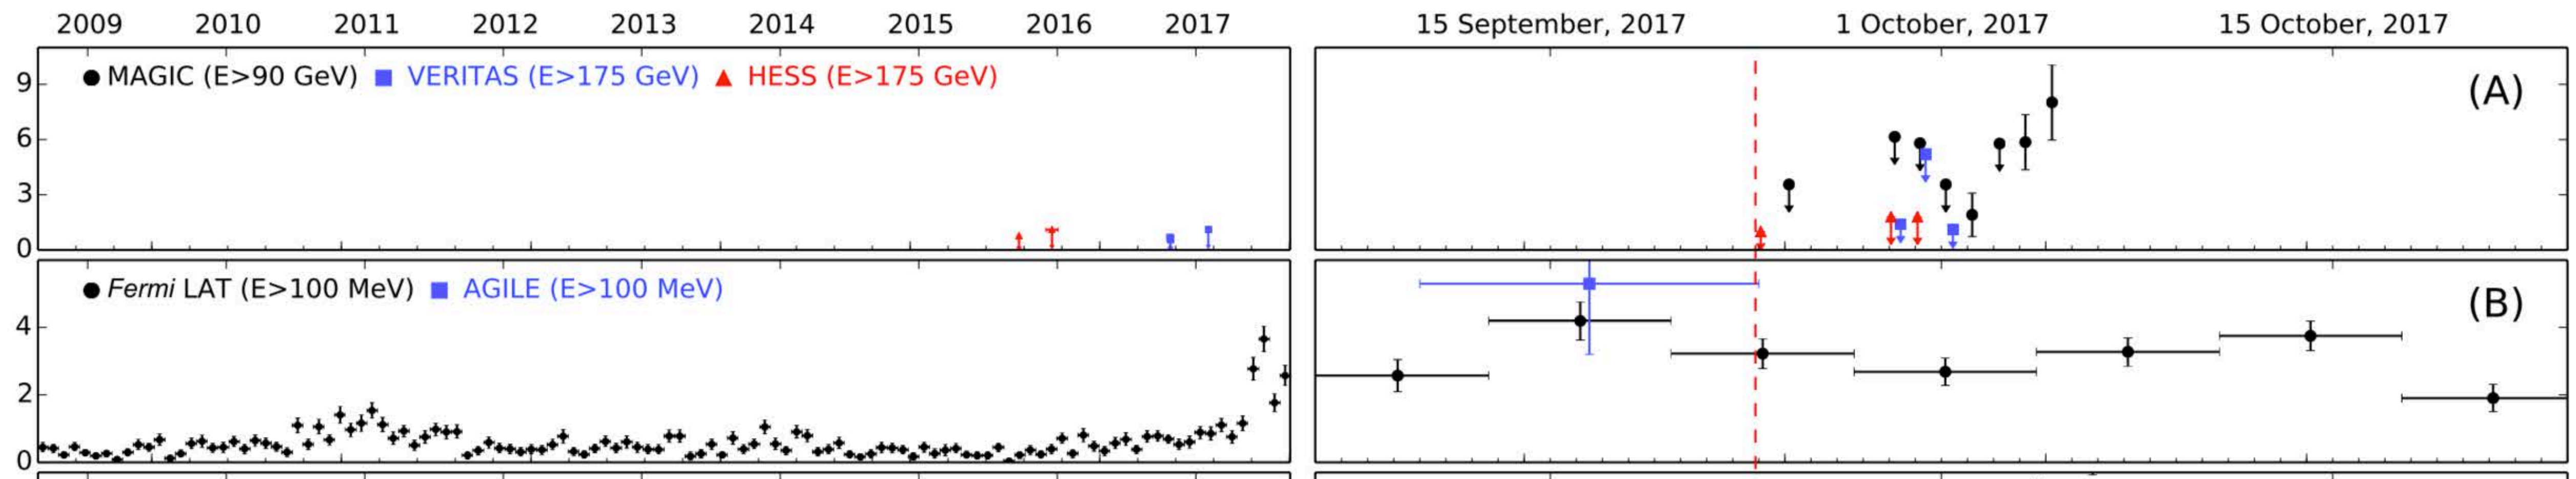 2009 2010 2011 2012 2013 2014 2015 2016 2017 15 September, 2017 1 October, 2017 15 October, 2017
9 MAGIC (E>90 GeV) VERITAS (E>175 GeV) HESS (E>175 GeV) (A)
6
3
0
Fermi LAT (E>100 MeV) AGILE (E>100 MeV) (B)
4
2
0